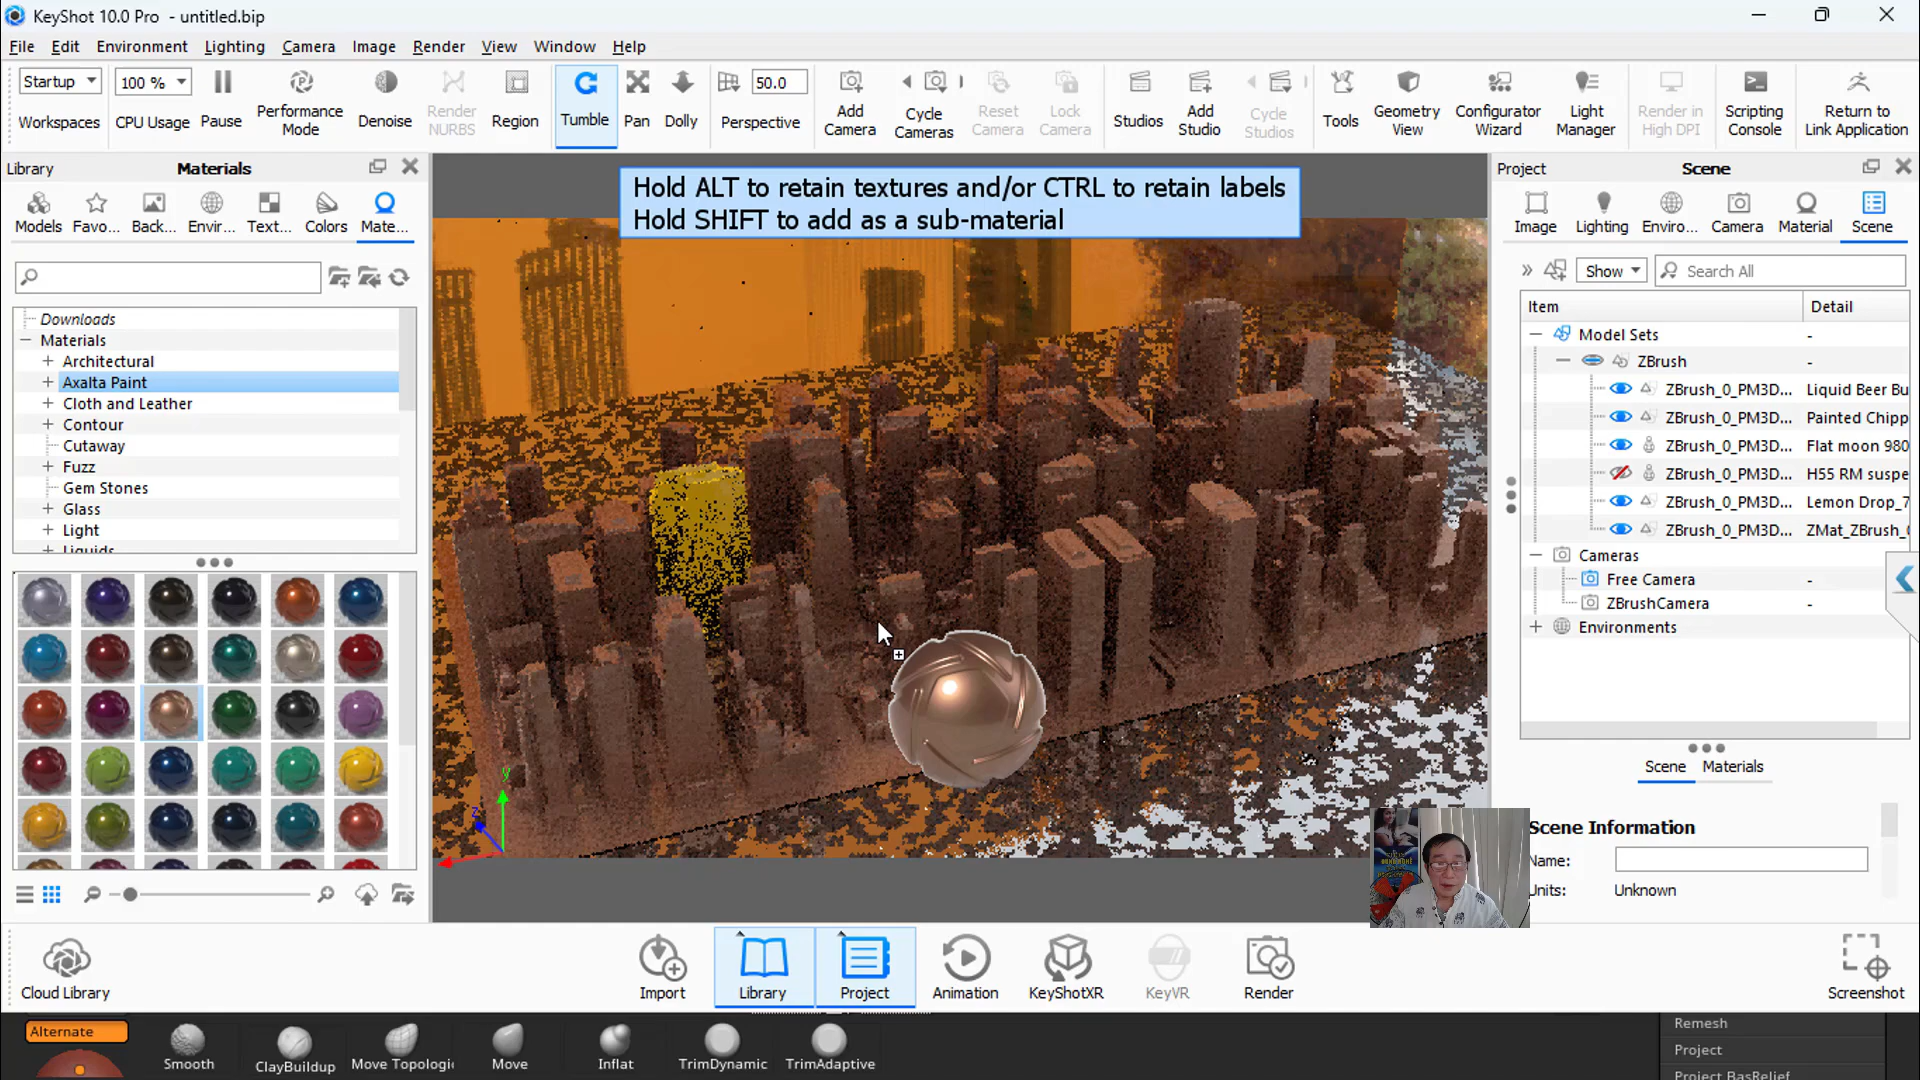 KeyShot 10.0 Pro - untitled.bip
File Edit Environment Lighting Camera Image Render View Window Help
Startup
Workspaces
100 %
CPU Usage
Pause
Performance
Mode
Denoise
Render
NURBS
Region
Tumble
Pan
Dolly
50.0
Perspective
Add
Camera
Cycle
Cameras
Reset
Camera
Lock
Camera
Studios
Add
Studio
Cycle
Studios
Tools
Geometry
View
Configurator
Wizard
Light
Manager
Render in
High DPI
Scripting
Console
Return to
Link Application
Library
Materials
Models Favo... Back... Envir... Text... Colors Mate...
Downloads
Materials
Architectural
Axalta Paint
Cloth and Leather
Contour
Cutaway
Fuzz
Gem Stones
Glass
Light
Liquids
Hold ALT to retain textures and/or CTRL to retain labels
Hold SHIFT to add as a sub-material
y
z
Project
Scene
Image Lighting Enviro... Camera Material Scene
Show
Search All
Item Detail
Model Sets -
ZBrush -
ZBrush_0_PM3D... Liquid Beer Bu
ZBrush_0_PM3D... Painted Chipp
ZBrush_0_PM3D... Flat moon 980
ZBrush_0_PM3D... H55 RM suspe
ZBrush_0_PM3D... Lemon Drop_7
ZBrush_0_PM3D... ZMat_ZBrush_
Cameras
Free Camera -
ZBrushCamera -
Environments
Scene Materials
Scene Information
Name:
Units: Unknown
Cloud Library
Import
Library
Project
Animation
KeyShotXR
KeyVR
Render
Screenshot
Alternate
Smooth
ClayBuildup
Move Topologi
Move
Inflat
TrimDynamic
TrimAdaptive
Remesh
Project
Project BasRelief